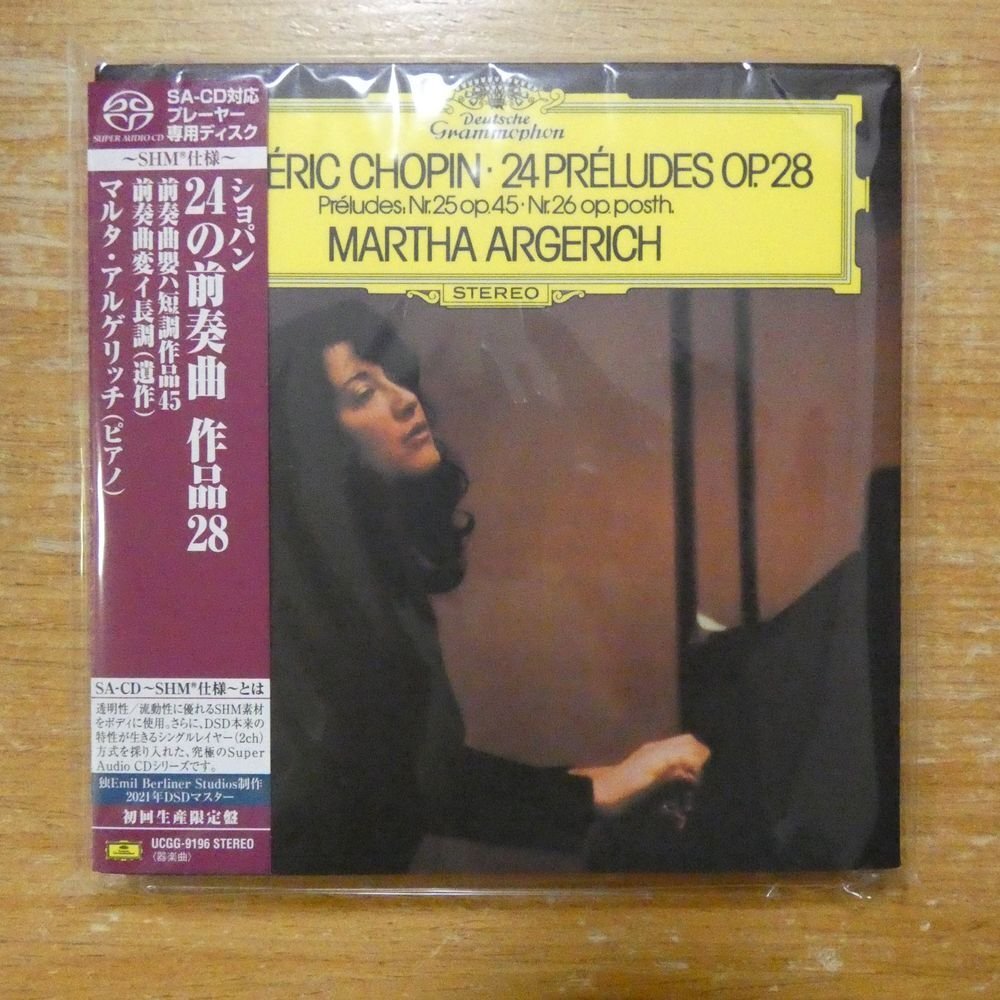 SUPER AUDIO CD
SA-CD対応
プレーヤー
専用ディスク
～SHM®仕様～
ショパン
24の前奏曲 作品28
前奏曲嬰ハ短調作品45
前奏曲変イ長調(遺作)
マルタ・アルゲリッチ(ピアノ)
SA-CD～SHM®仕様～とは
透明性/流動性に優れるSHM素材
をボディに使用。さらに、DSD本来の
特性が生きるシングルレイヤー(2ch)
方式を採り入れた、究極のSuper
Audio CDシリーズです。
独Emil Berliner Studios制作
2021年DSDマスター
初回生産限定盤
UCGG-9196 STEREO
〈器楽曲〉
Deutsche
Grammophon
ÉRIC CHOPIN · 24 PRÉLUDES OP. 28
Préludes: Nr. 25 op. 45 · Nr. 26 op. posth.
MARTHA ARGERICH
STEREO